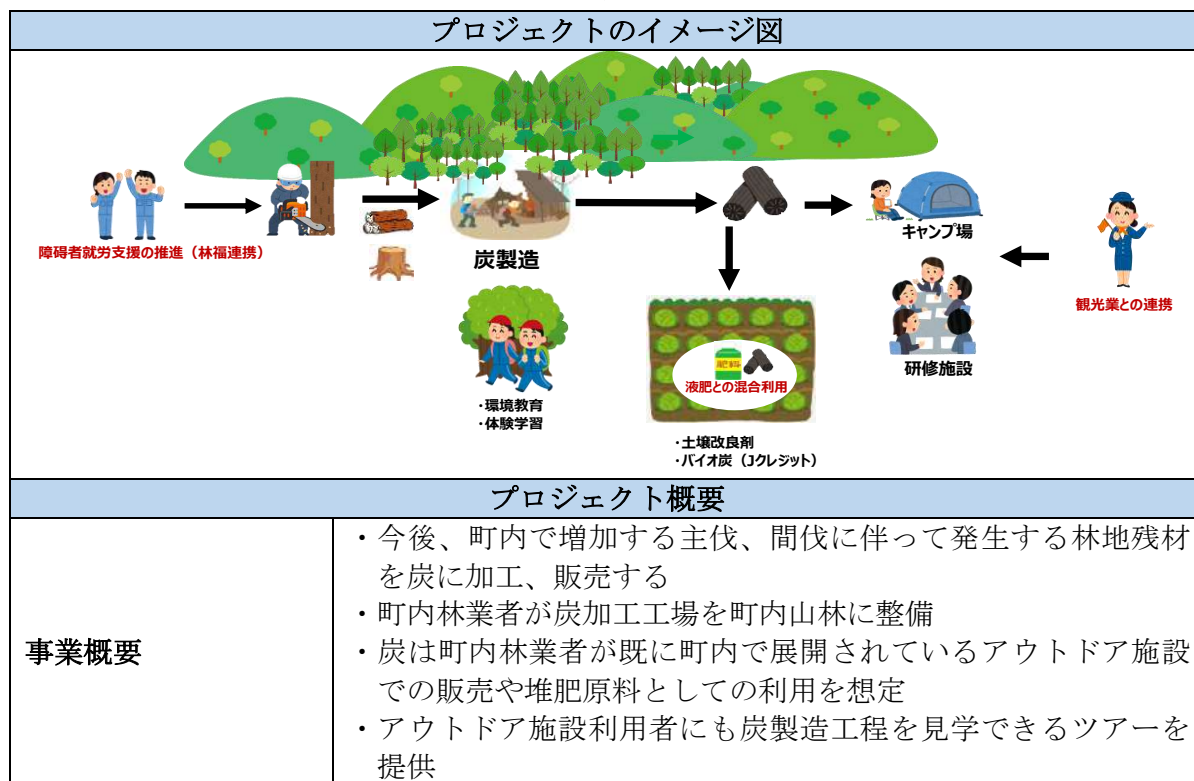 プロジェクトのイメージ図
障碍者就労支援の推進（林福連携）
炭製造
キャンプ場
観光業との連携
研修施設
・環境教育
・体験学習
肥料
液肥との混合利用
・土壌改良剤
・バイオ炭（Jクレジット）
プロジェクト概要
事業概要
・今後、町内で増加する主伐、間伐に伴って発生する林地残材
を炭に加工、販売する
・町内林業者が炭加工工場を町内山林に整備
・炭は町内林業者が既に町内で展開されているアウトドア施設
での販売や堆肥原料としての利用を想定
・アウトドア施設利用者にも炭製造工程を見学できるツアーを
提供